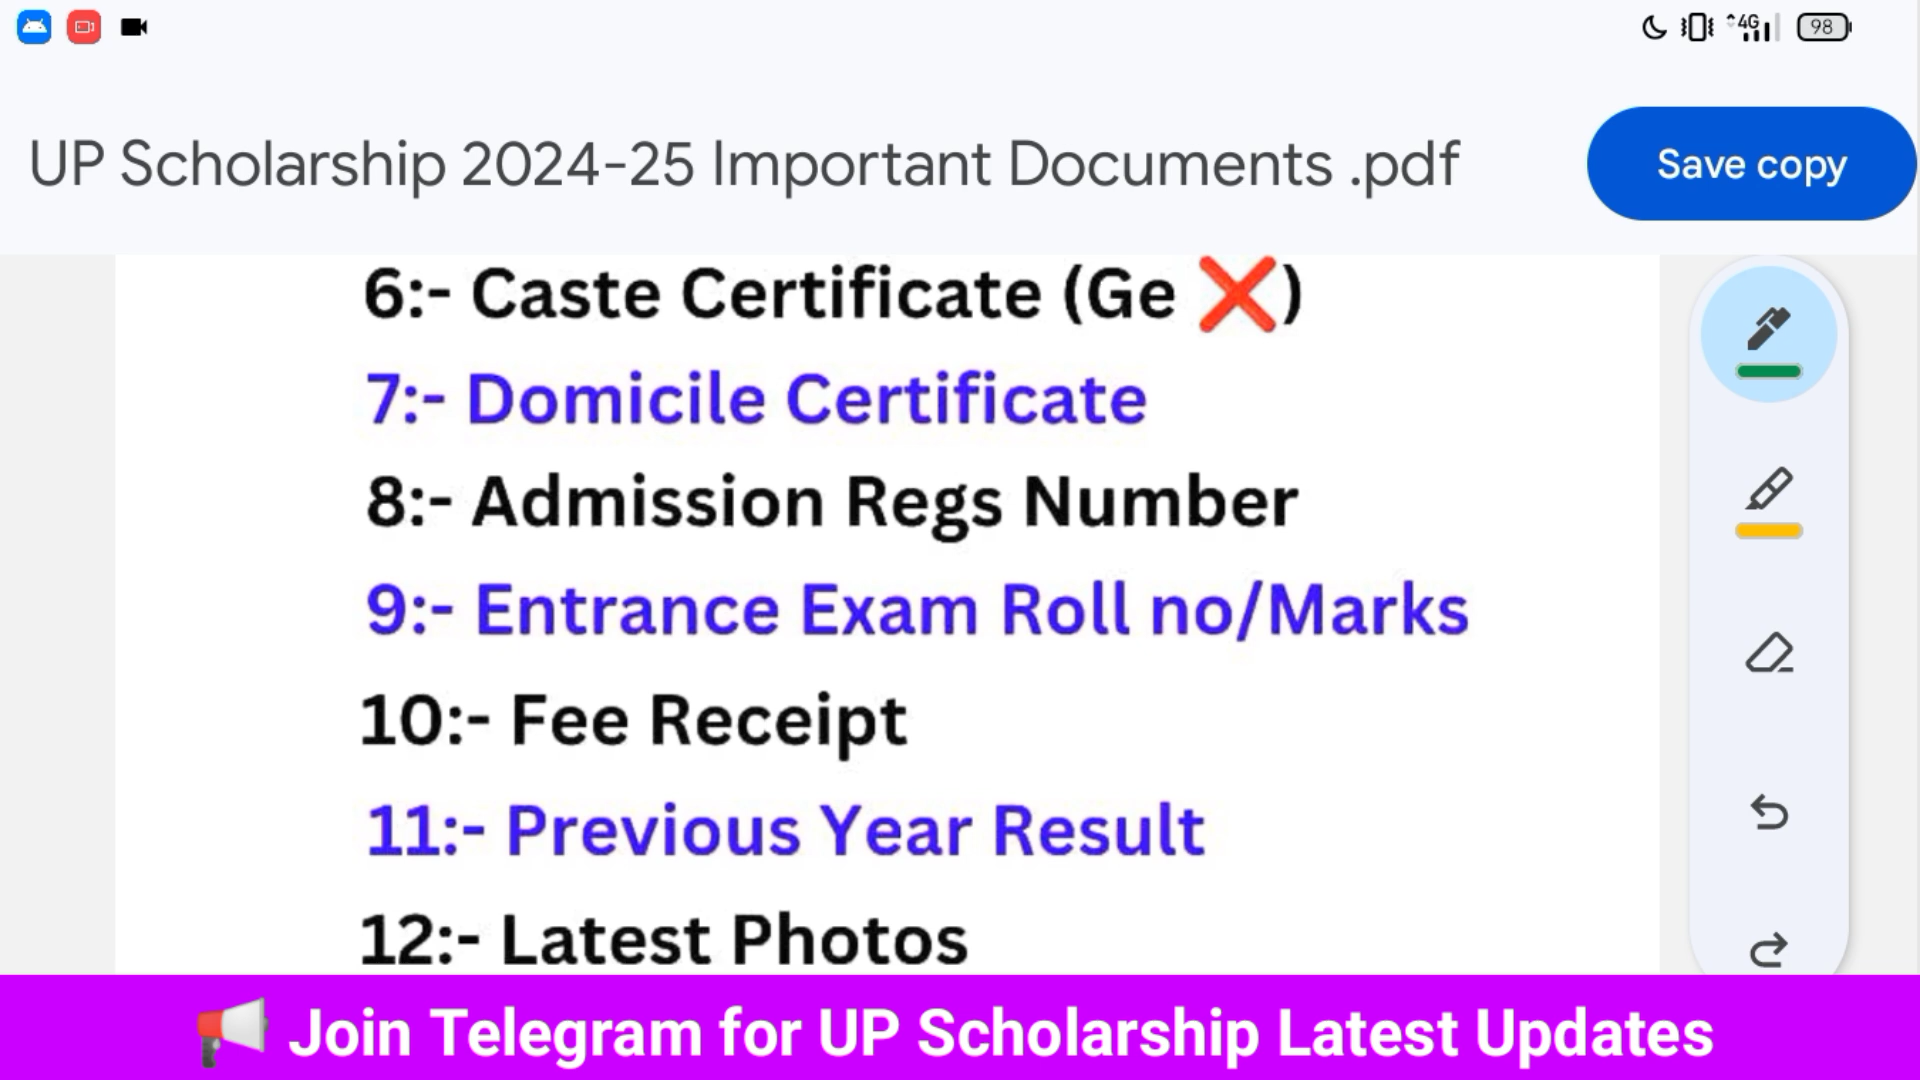 4G 98
UP Scholarship 2024-25 Important Documents .pdf
Save copy
6:- Caste Certificate (Ge ❌)
7:- Domicile Certificate
8:- Admission Regs Number
9:- Entrance Exam Roll no/Marks
10:- Fee Receipt
11:- Previous Year Result
12:- Latest Photos
📢 Join Telegram for UP Scholarship Latest Updates